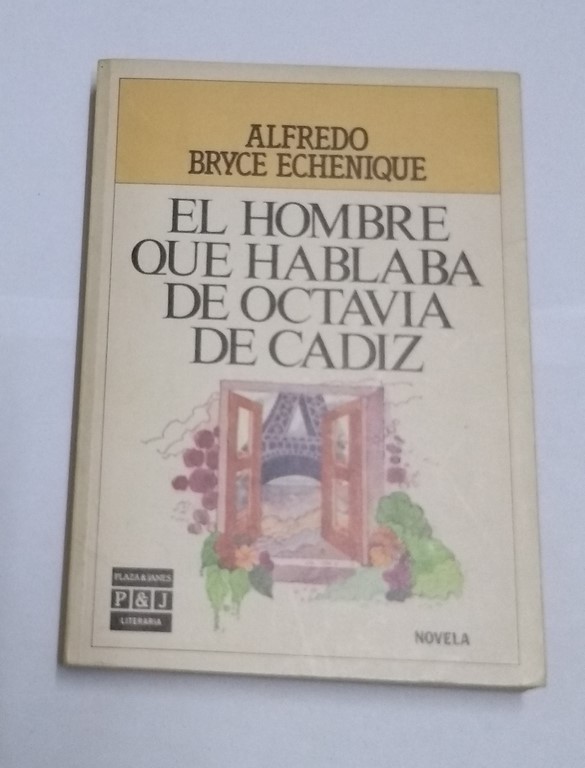 ALFREDO
BRYCE ECHENIQUE
EL HOMBRE
QUE HABLABA
DE OCTAVIA
DE CADIZ
PLAZA & JANES
P & J
LITERARIA
NOVELA